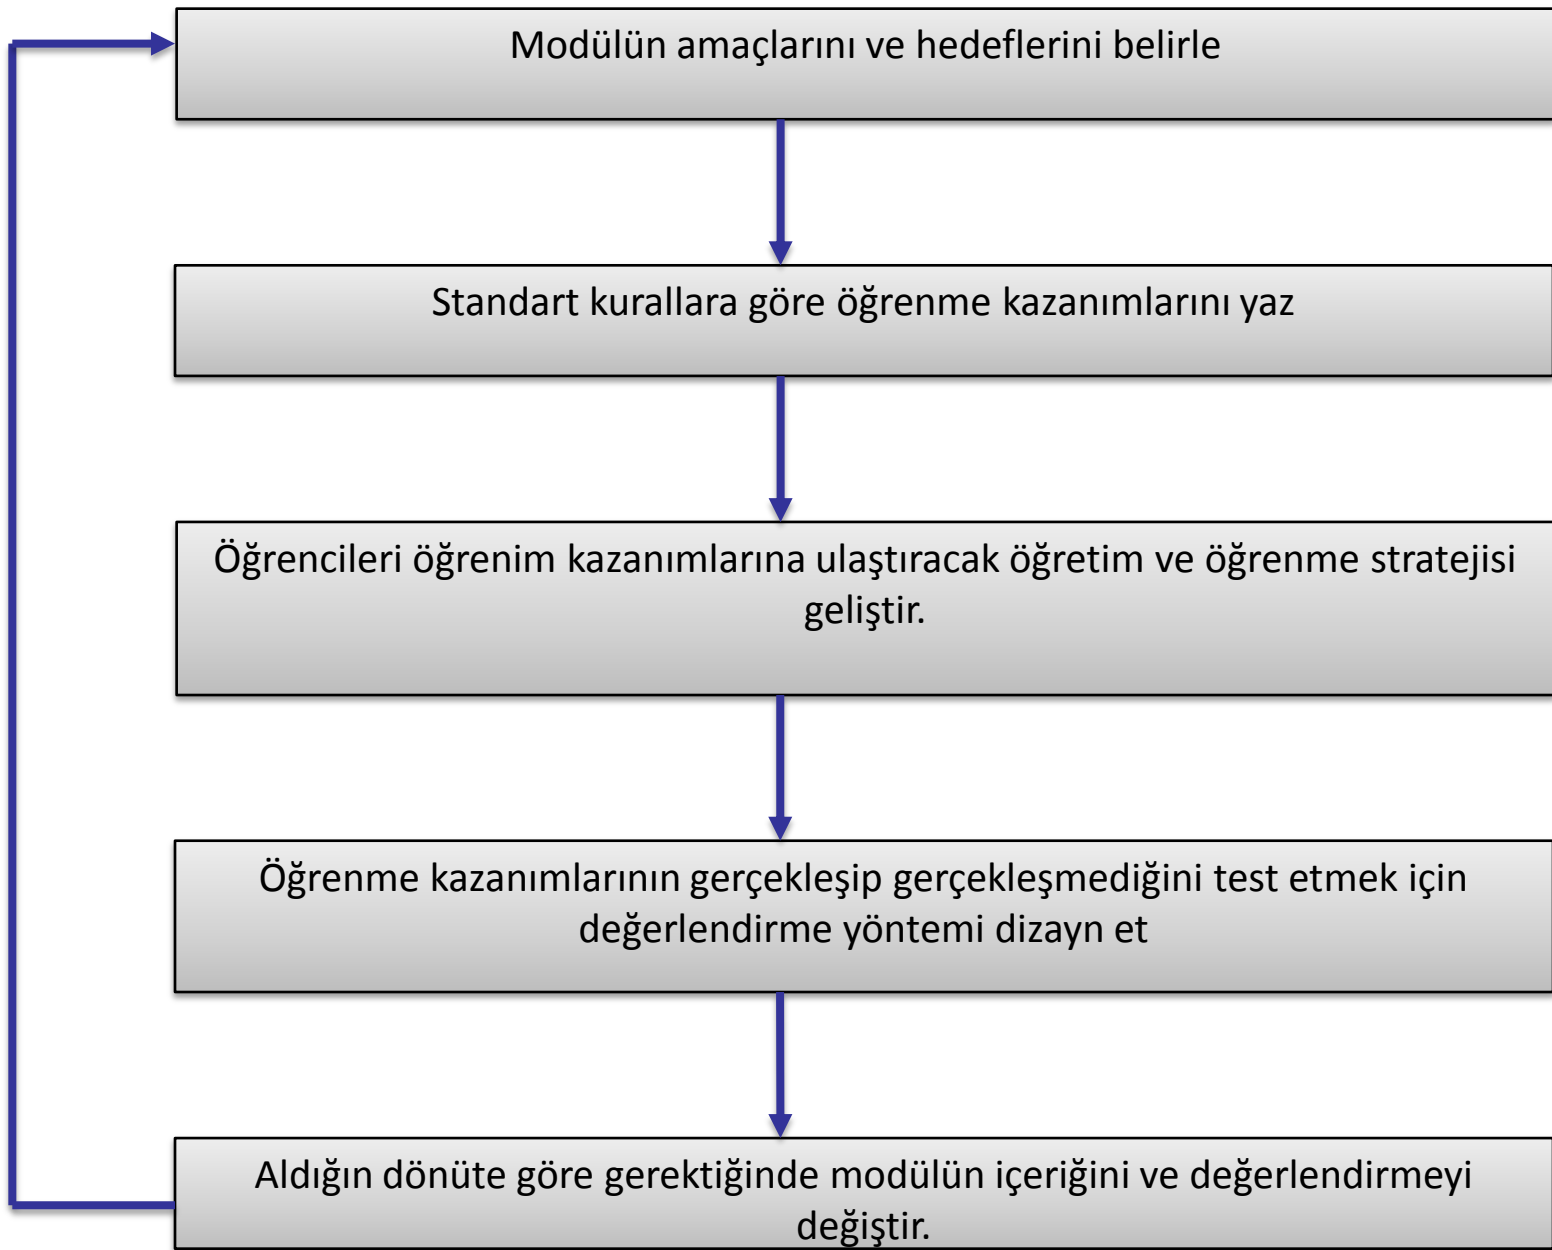 Modülün amaçlarını ve hedeflerini belirle
Standart kurallara göre öğrenme kazanımlarını yaz
Öğrencileri öğrenim kazanımlarına ulaştıracak öğretim ve öğrenme stratejisi
geliştir.
Öğrenme kazanımlarının gerçekleşip gerçekleşmediğini test etmek için
değerlendirme yöntemi dizayn et
Aldığın dönüte göre gerektiğinde modülün içeriğini ve değerlendirmeyi
değiştir.